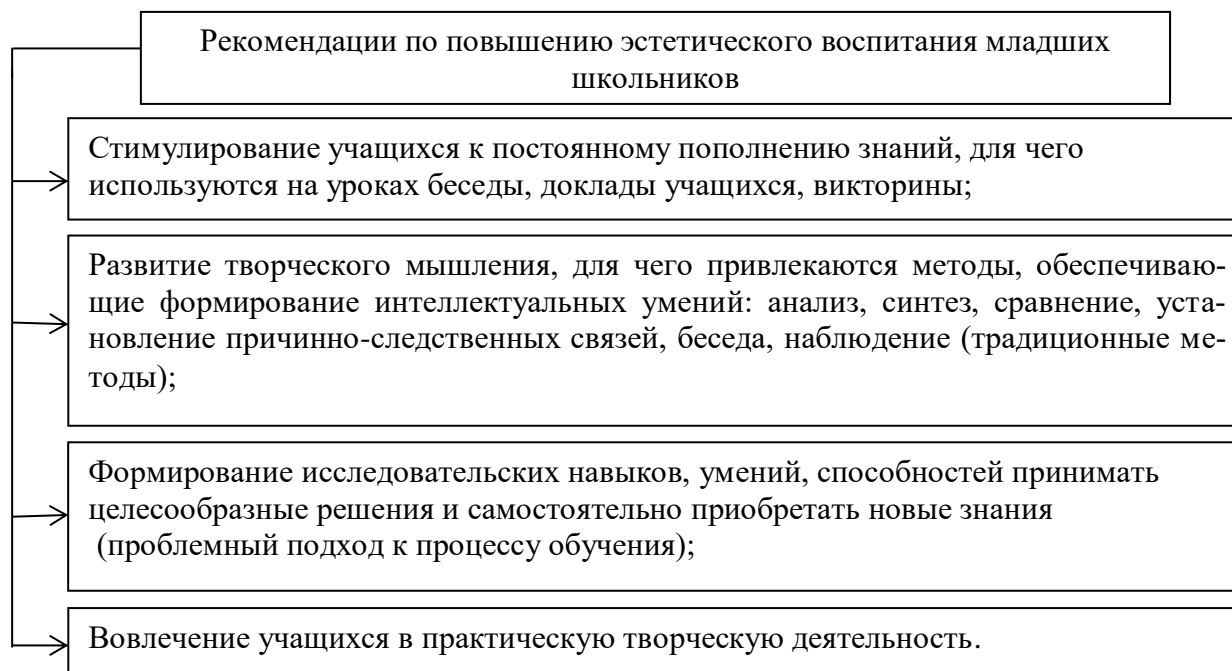 Рекомендации по повышению эстетического воспитания младших
школьников
Стимулирование учащихся к постоянному пополнению знаний, для чего
используются на уроках беседы, доклады учащихся, викторины;
Развитие творческого мышления, для чего привлекаются методы, обеспечиваю-
щие формирование интеллектуальных умений: анализ, синтез, сравнение, уста-
новление причинно-следственных связей, беседа, наблюдение (традиционные ме-
тоды);
Формирование исследовательских навыков, умений, способностей принимать
целесообразные решения и самостоятельно приобретать новые знания
(проблемный подход к процессу обучения);
Вовлечение учащихся в практическую творческую деятельность.